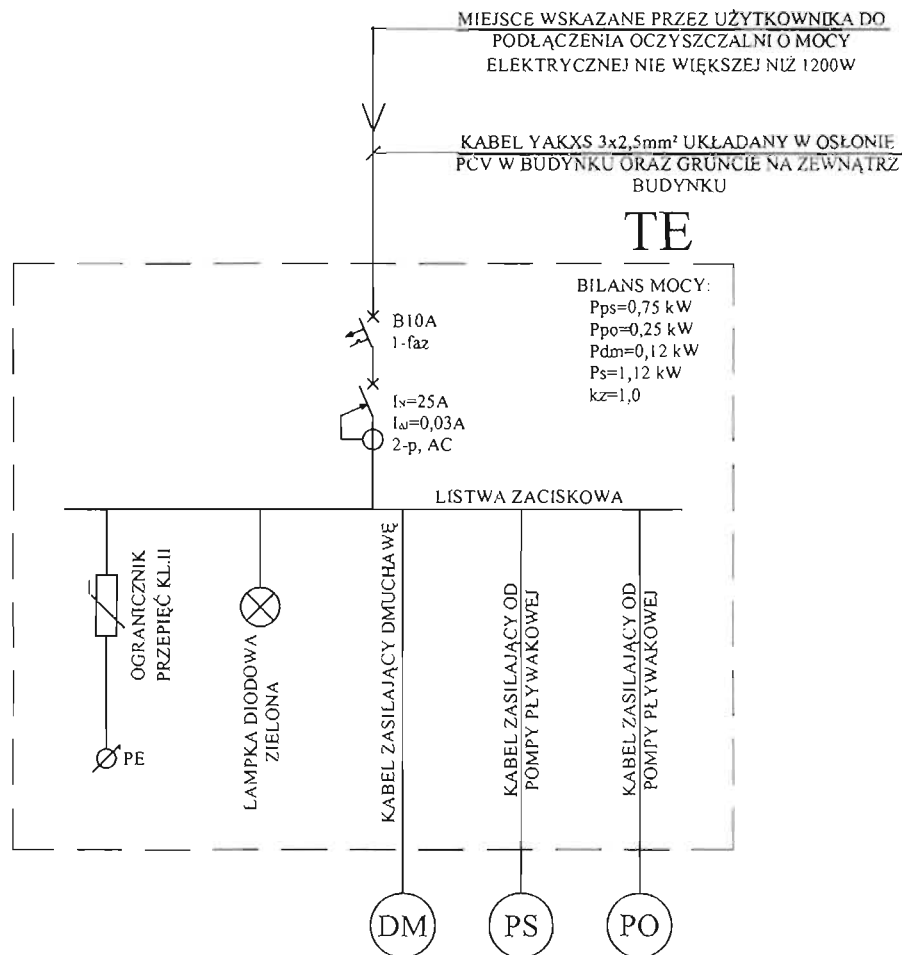 MIEJSCE WSKAZANE PRZEZ UŻYTKOWNIKA DO
PODŁĄCZENIA OCZYSZCZALNI O MOCY
ELEKTRYCZNEJ NIE WIĘKSZEJ NIŻ 1200W
KABEL YAKXS 3x2,5mm² UKŁADANY W OSŁONIE
PCV W BUDYNKU ORAZ GRUNCIE NA ZEWNĄTRZ
BUDYNKU
TE
BILANS MOCY:
Pps=0,75 kW
Ppo=0,25 kW
Pdm=0,12 kW
Ps=1,12 kW
kz=1,0
B10A
1-faz
IN=25A
IΔI=0,03A
2-p, AC
LISTWA ZACISKOWA
OGRANICZNIK
PRZEPIĘĆ KL.II
PE
LAMPKA DIODOWA
ZIELONA
KABEL ZASILAJĄCY DMUCHAWĘ
KABEL ZASILAJĄCY OD
POMPY PŁYWAKOWEJ
KABEL ZASILAJĄCY OD
POMPY PŁYWAKOWEJ
DM
PS
PO